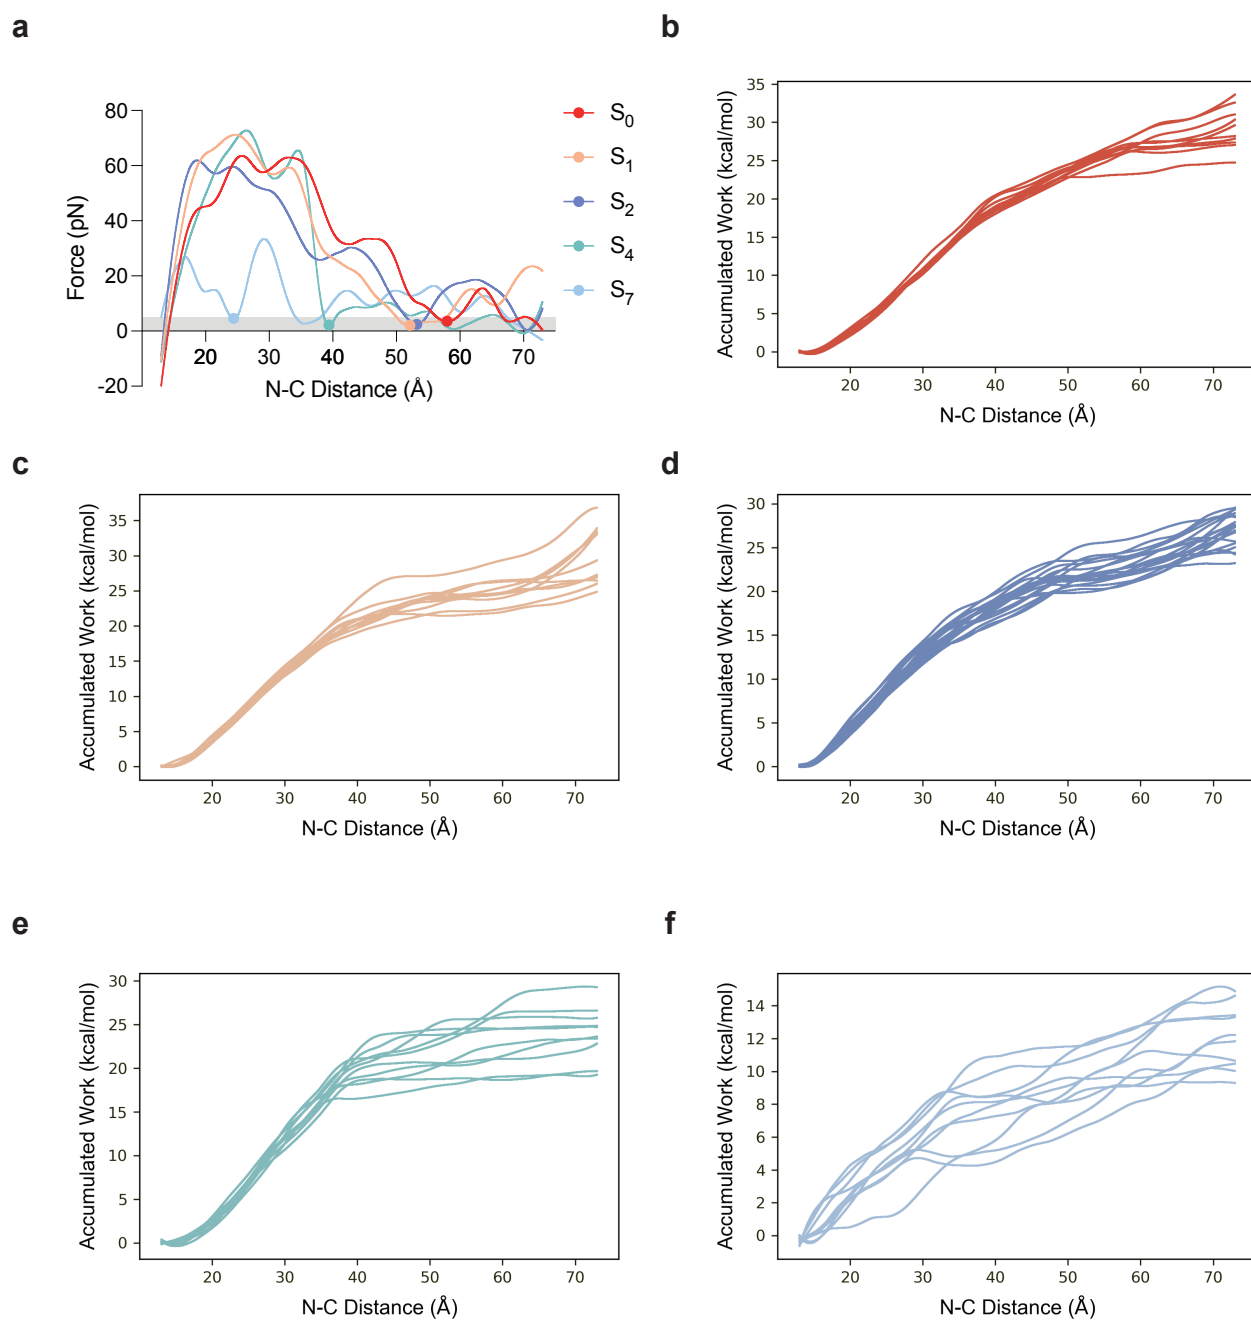 a
80
60
40
20
0
-20
Force (pN)
20 30 40 50 60 70
N-C Distance (Å)
S0
S1
S2
S4
S7
b
35
30
25
20
15
10
5
0
Accumulated Work (kcal/mol)
20 30 40 50 60 70
N-C Distance (Å)
c
35
30
25
20
15
10
5
0
Accumulated Work (kcal/mol)
20 30 40 50 60 70
N-C Distance (Å)
d
30
25
20
15
10
5
0
Accumulated Work (kcal/mol)
20 30 40 50 60 70
N-C Distance (Å)
e
30
25
20
15
10
5
0
Accumulated Work (kcal/mol)
20 30 40 50 60 70
N-C Distance (Å)
f
14
12
10
8
6
4
2
0
Accumulated Work (kcal/mol)
20 30 40 50 60 70
N-C Distance (Å)